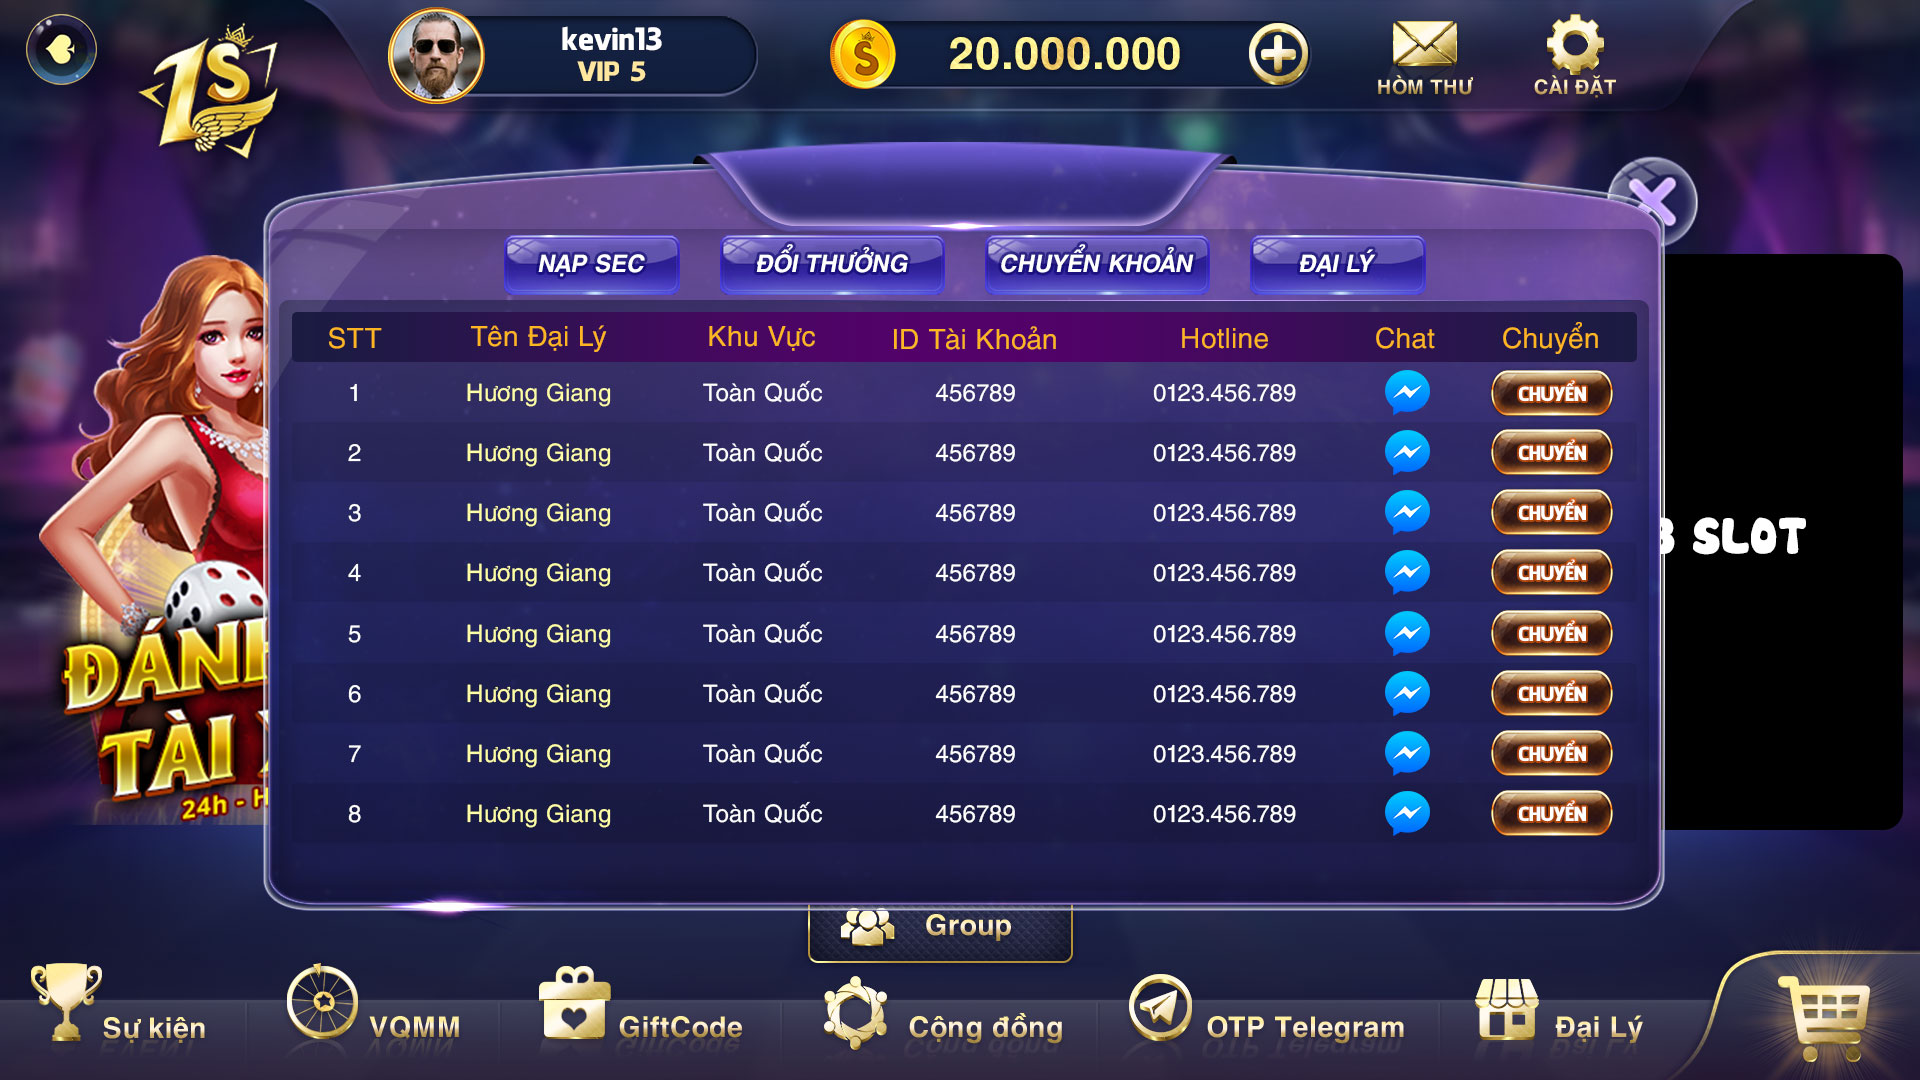 1S
kevin13
VIP 5
S
20.000.000
HÒM THƯ
CÀI ĐẶT
NẠP SEC
ĐỔI THƯỞNG
CHUYỂN KHOẢN
ĐẠI LÝ
STT Tên Đại Lý Khu Vực ID Tài Khoản Hotline Chat Chuyển
1 Hương Giang Toàn Quốc 456789 0123.456.789 CHUYỂN
2 Hương Giang Toàn Quốc 456789 0123.456.789 CHUYỂN
3 Hương Giang Toàn Quốc 456789 0123.456.789 CHUYỂN
4 Hương Giang Toàn Quốc 456789 0123.456.789 CHUYỂN
5 Hương Giang Toàn Quốc 456789 0123.456.789 CHUYỂN
6 Hương Giang Toàn Quốc 456789 0123.456.789 CHUYỂN
7 Hương Giang Toàn Quốc 456789 0123.456.789 CHUYỂN
8 Hương Giang Toàn Quốc 456789 0123.456.789 CHUYỂN
ĐÁNH
TÀI
24h - H
SLOT
Group
Sự kiện
VQMM
GiftCode
Cộng đồng
OTP Telegram
Đại Lý